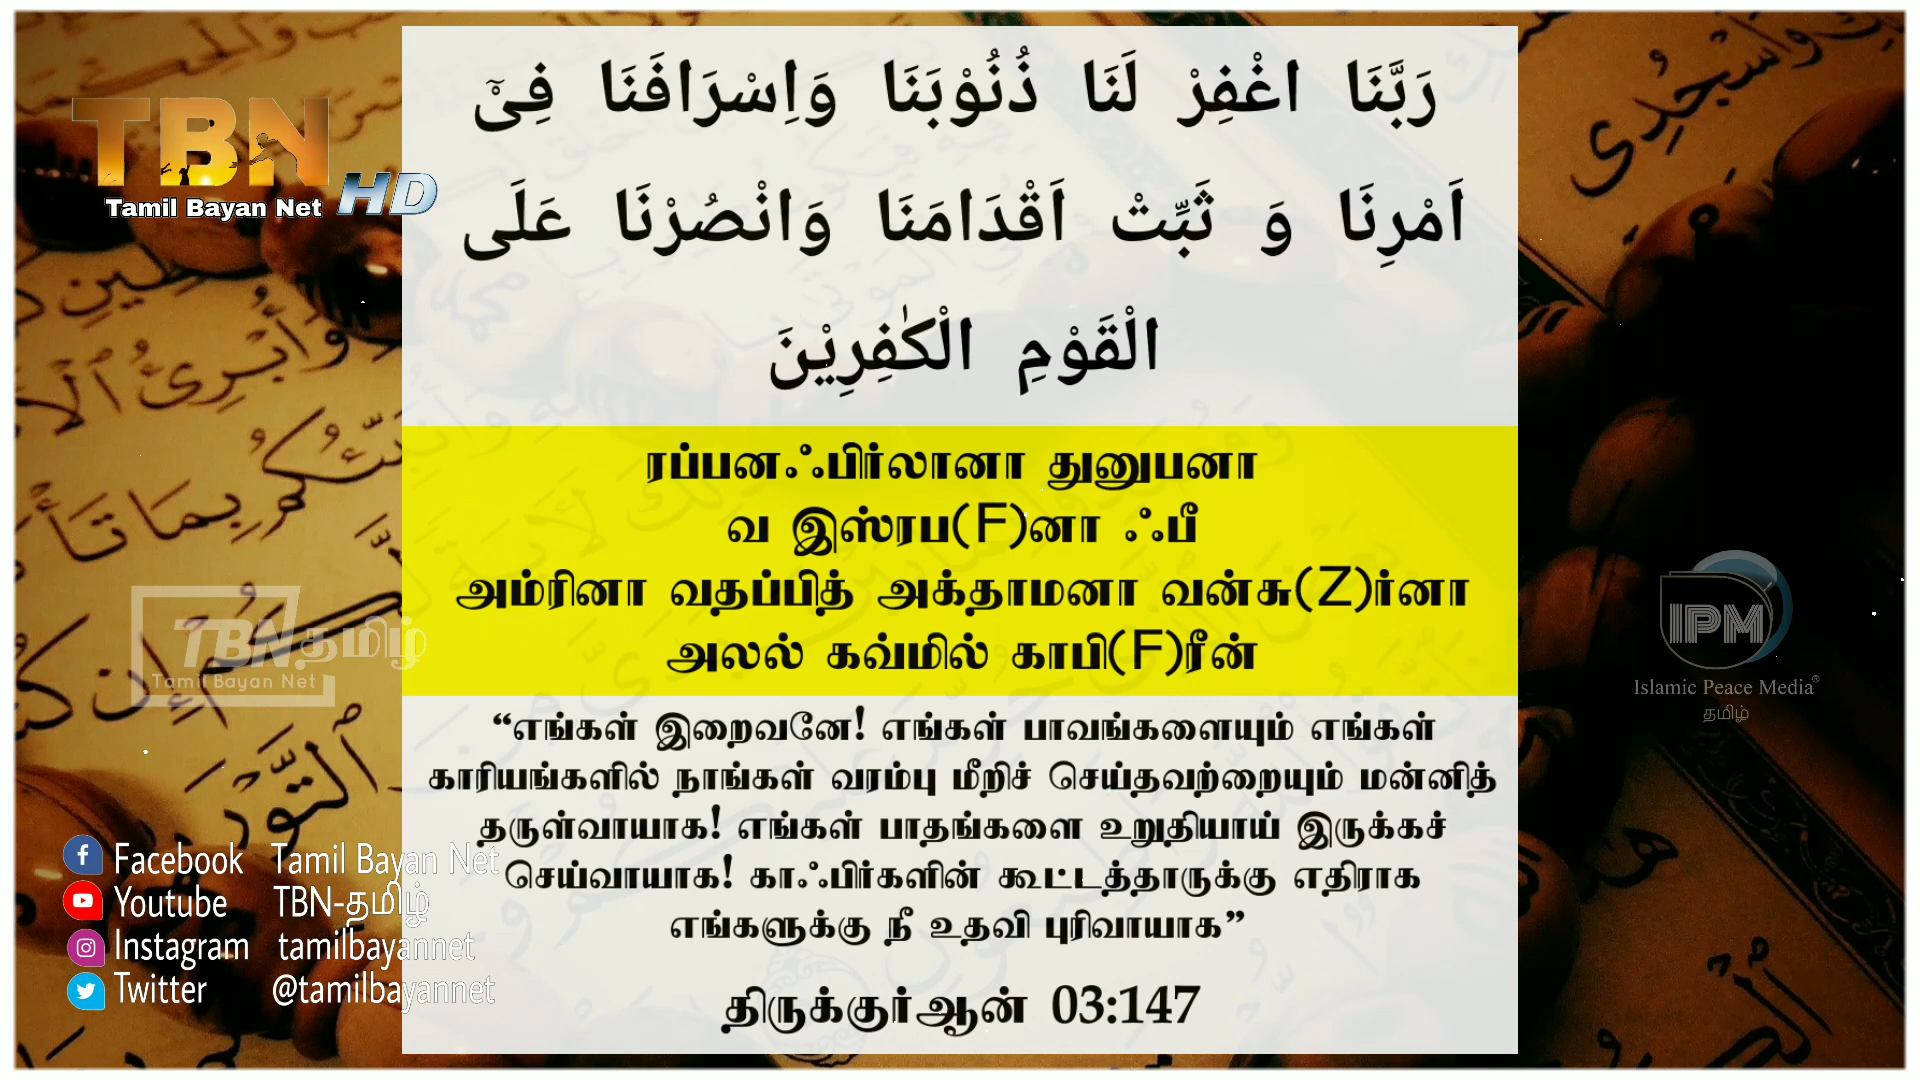 رَبَّنَا اغْفِرْ لَنَا ذُنُوْبَنَا وَاِسْرَافَنَا فِىْٓ
اَمْرِنَا وَ ثَبِّتْ اَقْدَامَنَا وَانْصُرْنَا عَلَى
الْقَوْمِ الْكٰفِرِيْنَ
ரப்பனஃபிர்லானா துனுபனா
வ இஸ்ரப(F)னா ஃபீ
அம்ரினா வதப்பித் அக்தாமனா வன்சு(Z)ர்னா
அலல் கவ்மில் காபி(F)ரீன்
“எங்கள் இறைவனே! எங்கள் பாவங்களையும் எங்கள்
காரியங்களில் நாங்கள் வரம்பு மீறிச் செய்தவற்றையும் மன்னித்
தருள்வாயாக! எங்கள் பாதங்களை உறுதியாய் இருக்கச்
செய்வாயாக! காஃபிர்களின் கூட்டத்தாருக்கு எதிராக
எங்களுக்கு நீ உதவி புரிவாயாக”
திருக்குர்ஆன் 03:147
TBN HD
Tamil Bayan Net
TBNதமிழ்
Tamil Bayan Net
Facebook Tamil Bayan Net
Youtube TBN-தமிழ்
Instagram tamilbayannet
Twitter @tamilbayannet
IPM
Islamic Peace Media®
தமிழ்
وَاسْجُدِى